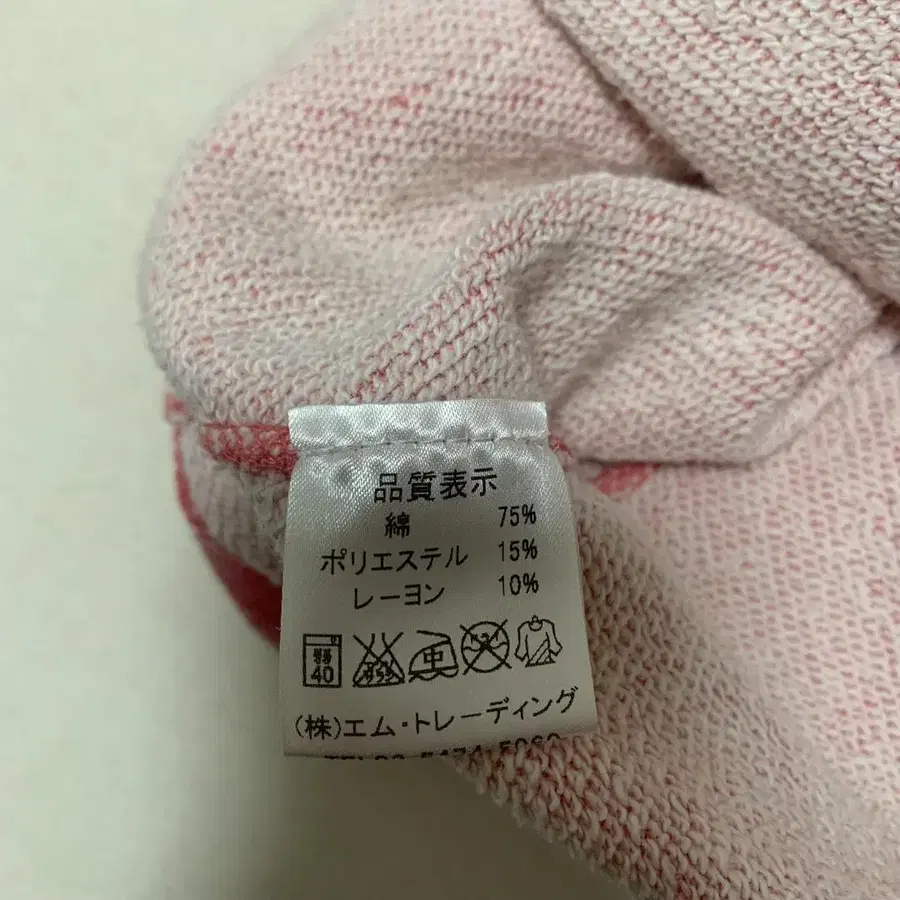 品質表示
綿 75%
ポリエステル 15%
レーヨン 10%
40 中
(株)エム・トレーディング